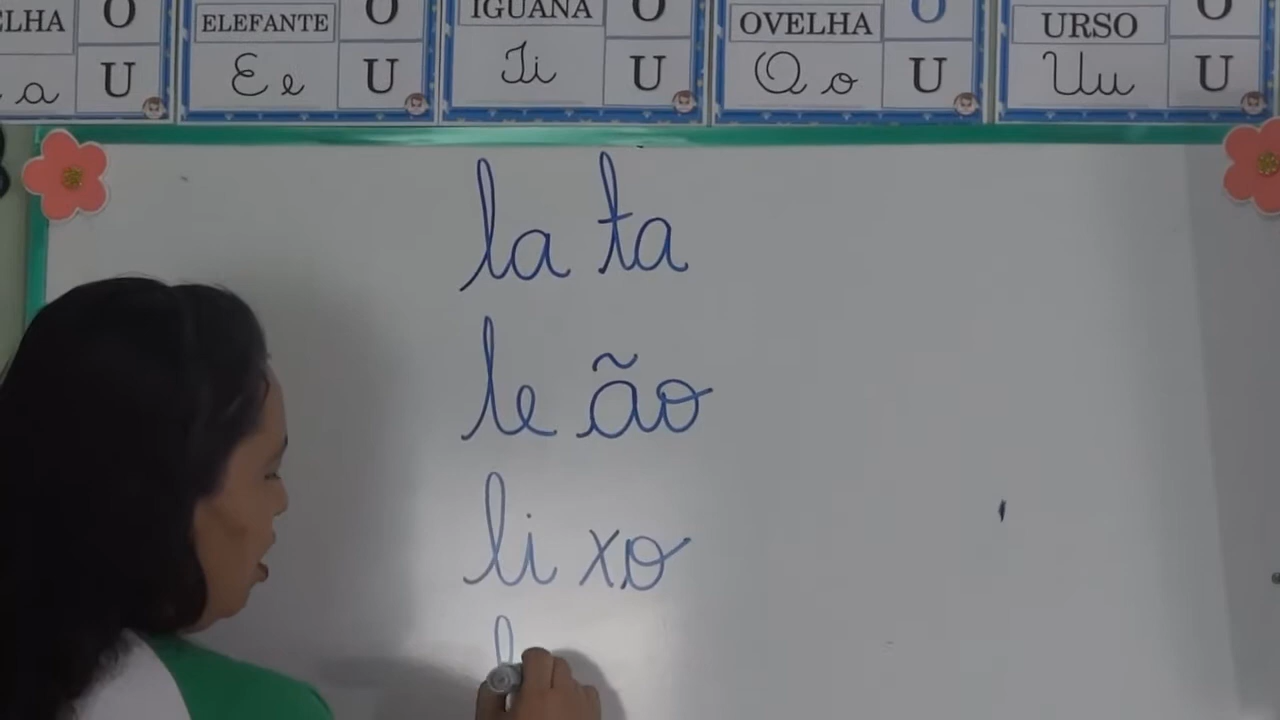 ELHA O ELEFANTE O IGUANA O OVELHA O URSO O
a U Ee U Ii U Oo U Uu U
la ta
le ão
li xo
l